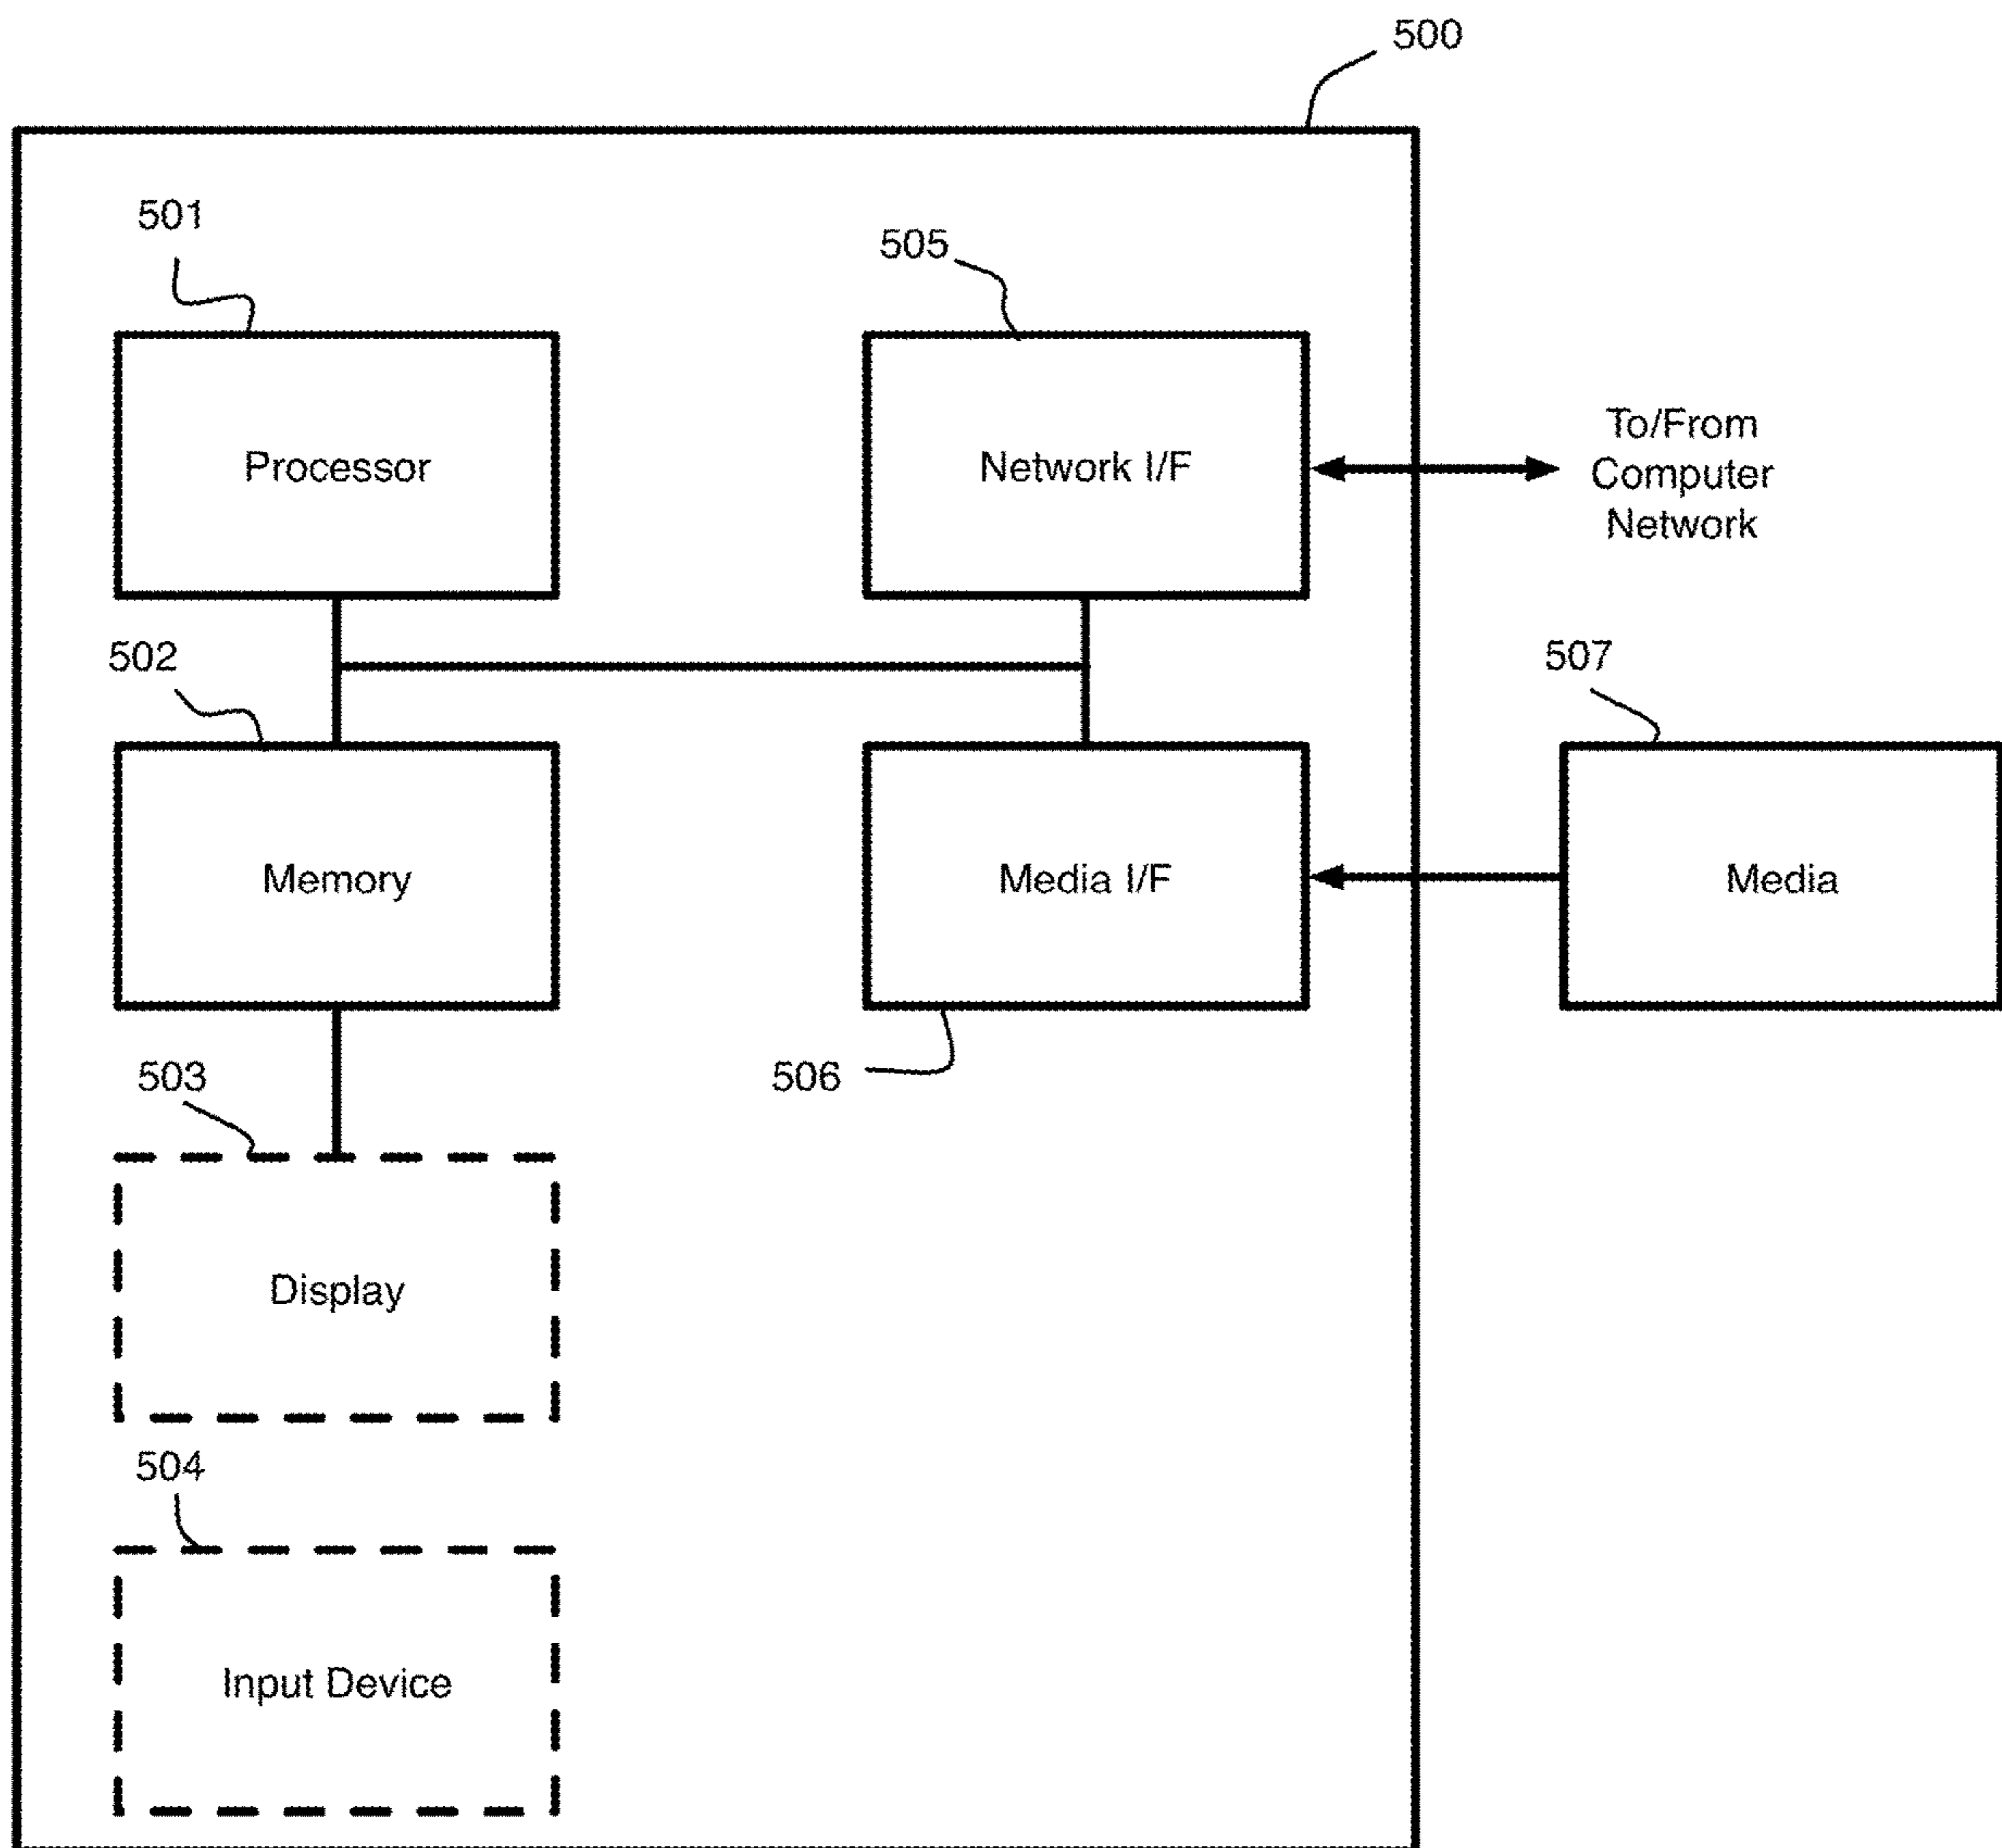 500
501
505
Processor
Network I/F
To/From
Computer
Network
502
507
Memory
Media I/F
Media
503
506
Display
504
Input Device